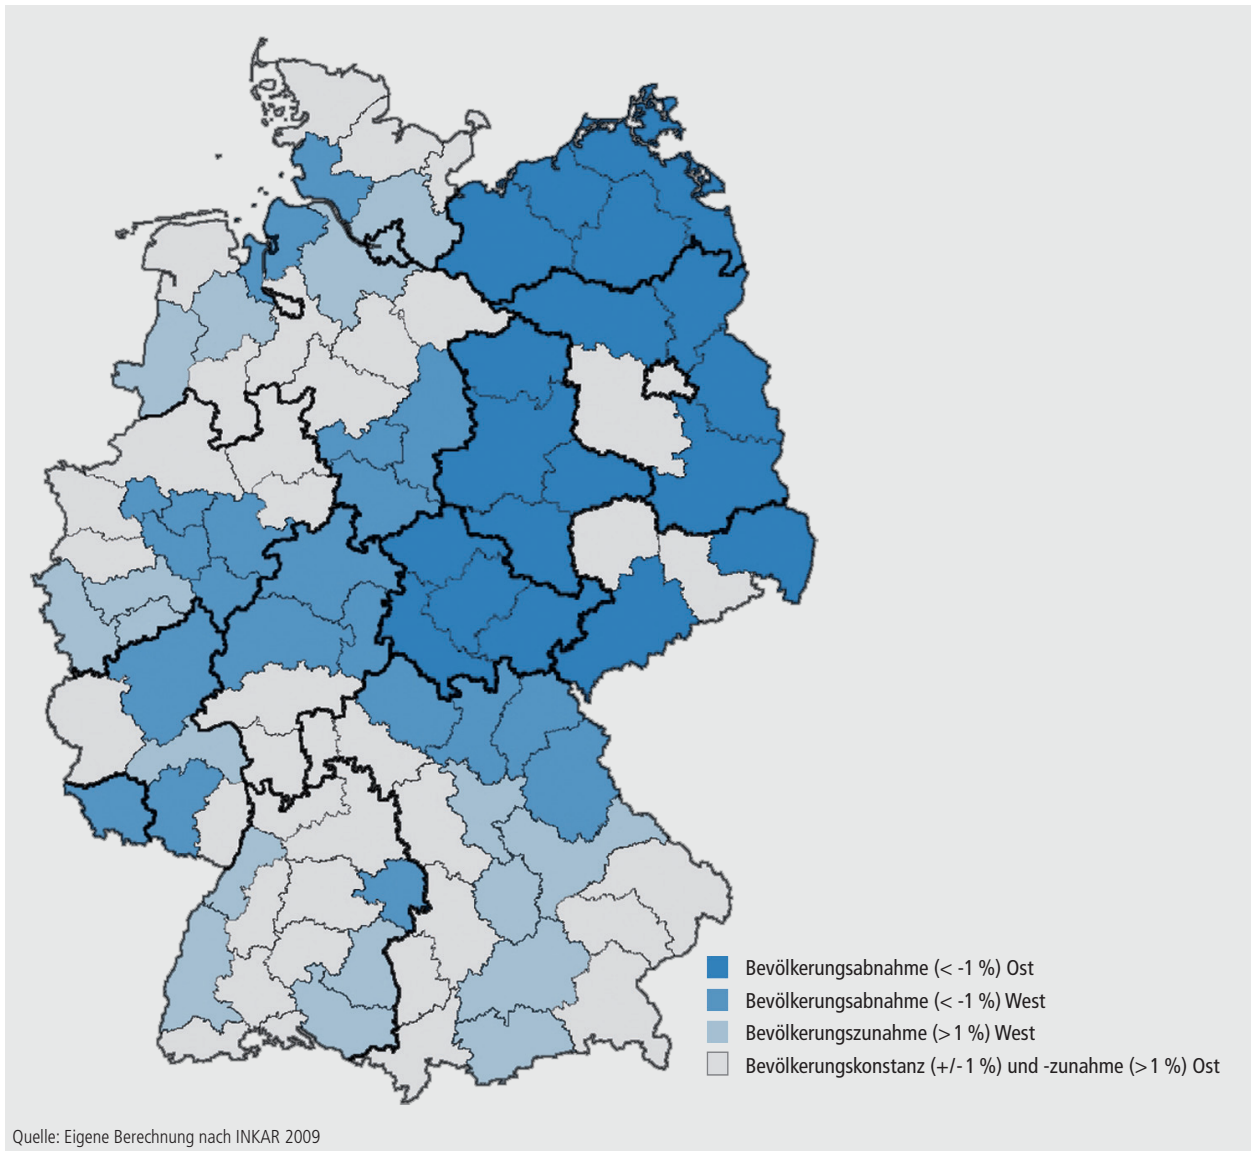 Bevölkerungsabnahme (< -1 %) Ost
Bevölkerungsabnahme (< -1 %) West
Bevölkerungszunahme (> 1 %) West
Bevölkerungskonstanz (+/- 1 %) und -zunahme (> 1 %) Ost
Quelle: Eigene Berechnung nach INKAR 2009